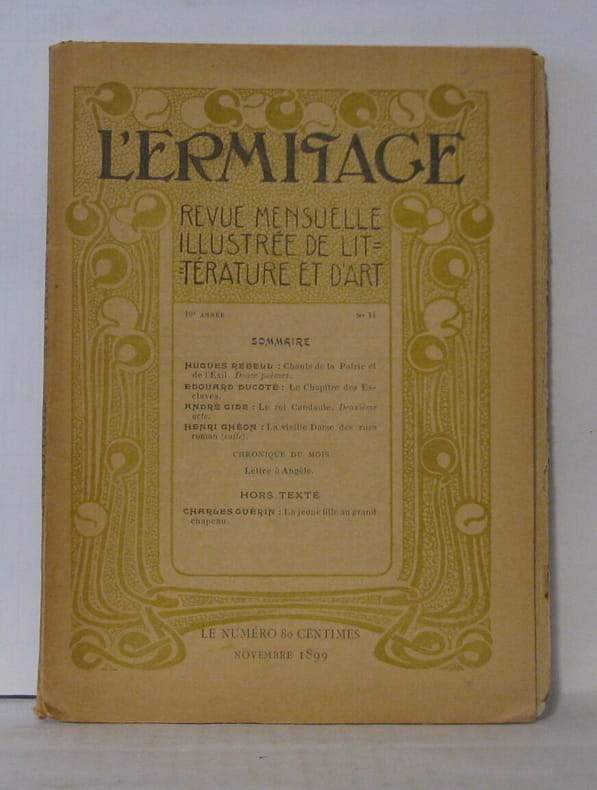 L'ERMITAGE
REVUE MENSUELLE
ILLUSTRÉE DE LIT=
=TÉRATURE ET D'ART
10e ANNÉE No 11
SOMMAIRE
HUGUES REBELL : Chants de la Patrie et
de l'Exil. Douze poèmes.
EDOUARD DUCOTÉ : Le Chapitre des Es-
claves.
ANDRÉ GIDE : Le roi Candaule. Deuxième
acte.
HENRI GHÉON : La vieille Dame des rues
roman (suite).
CHRONIQUE DU MOIS
Lettre à Angèle.
HORS TEXTE
CHARLES GUÉRIN : La jeune fille au grand
chapeau.
LE NUMÉRO 80 CENTIMES
NOVEMBRE 1899